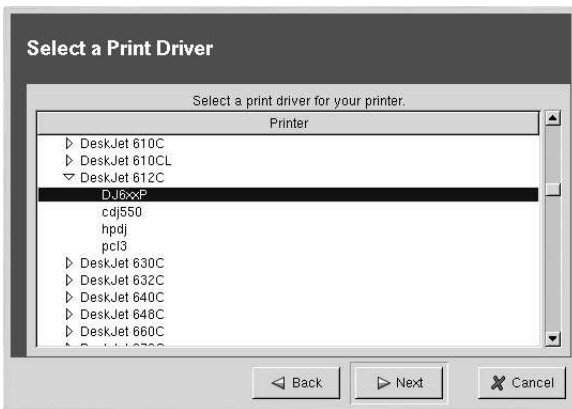 Select a Print Driver
Select a print driver for your printer.
Printer
DeskJet 610C
DeskJet 610CL
DeskJet 612C
DJ6xxP
cdj550
hpdj
pcl3
DeskJet 630C
DeskJet 632C
DeskJet 640C
DeskJet 648C
DeskJet 660C
Back
Next
Cancel